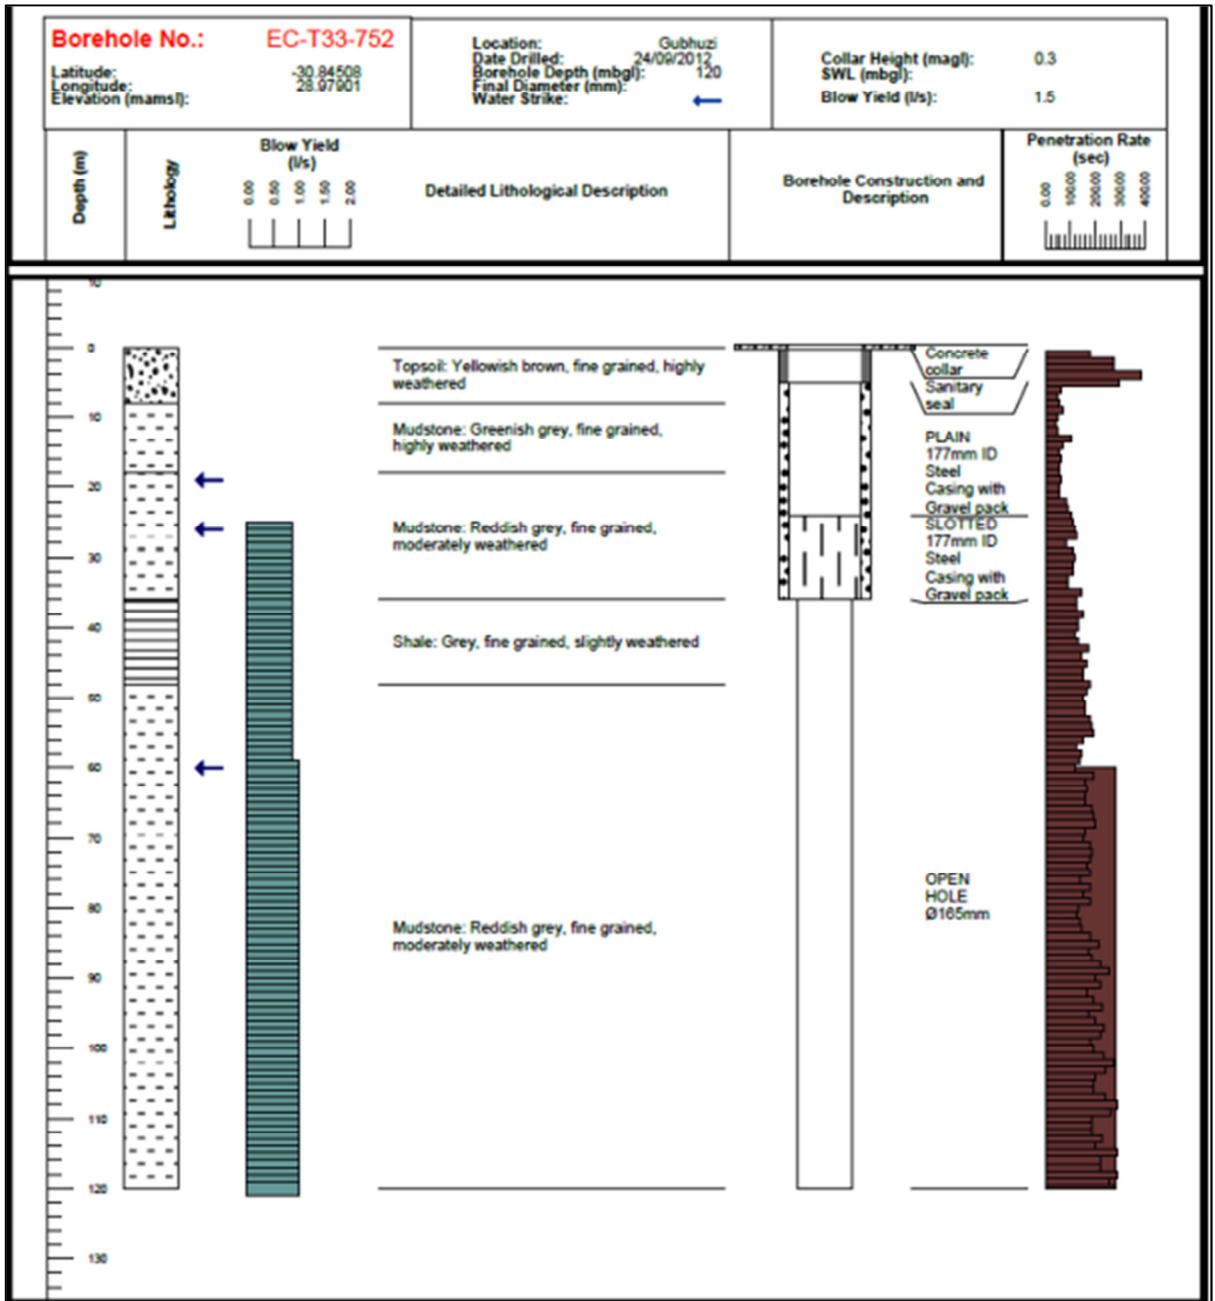 Borehole No.: EC-T33-752
Latitude: -30.84508
Longitude: 28.97901
Elevation (mamsl):
Location: Gubhuzi
Date Drilled: 24/09/2012
Borehole Depth (mbgl): 120
Final Diameter (mm):
Water Strike:
Collar Height (magl): 0.3
SWL (mbgl):
Blow Yield (l/s): 1.5
Depth (m)
Lithology
Blow Yield
(l/s)
0.00 0.50 1.00 1.50 2.00
Detailed Lithological Description
Borehole Construction and
Description
Penetration Rate
(sec)
0.00 100.00 200.00 300.00 400.00
10
0
10
20
30
40
50
60
70
80
90
100
110
120
130
Topsoil: Yellowish brown, fine grained, highly
weathered
Mudstone: Greenish grey, fine grained,
highly weathered
Mudstone: Reddish grey, fine grained,
moderately weathered
Shale: Grey, fine grained, slightly weathered
Mudstone: Reddish grey, fine grained,
moderately weathered
Concrete
collar
Sanitary
seal
PLAIN
177mm ID
Steel
Casing with
Gravel pack
SLOTTED
177mm ID
Steel
Casing with
Gravel pack
OPEN
HOLE
Ø165mm